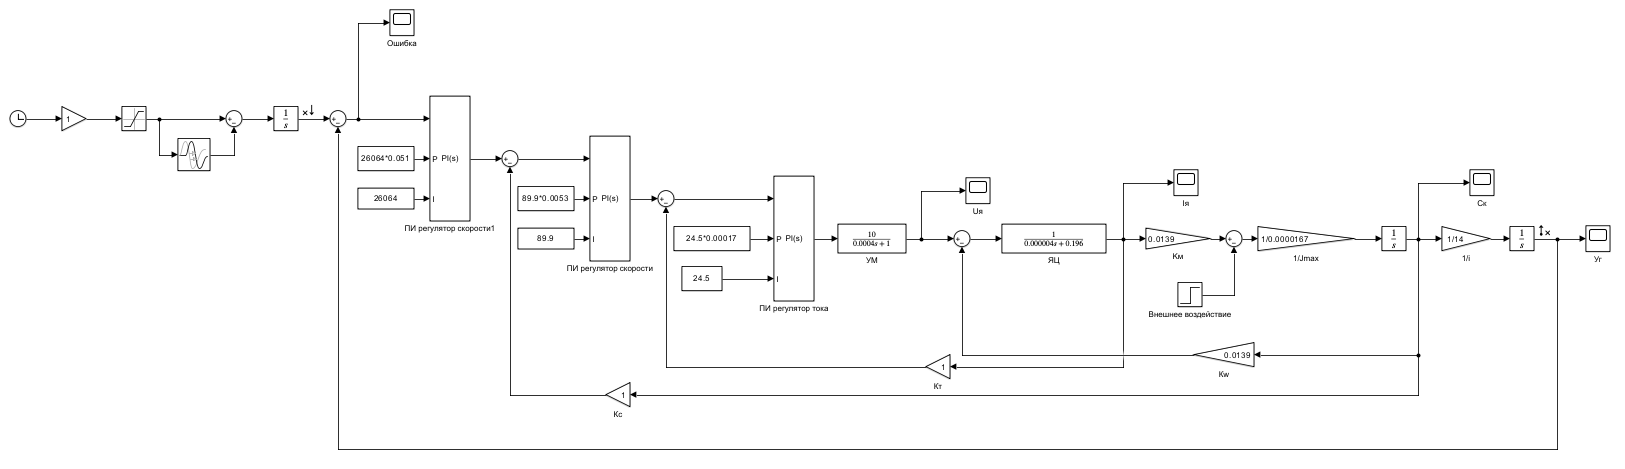 Ошибка
1
1
s
+
−
+
−
26064*0.051
26064
P PI(s)
I
ПИ регулятор скорости1
+
−
89.9*0.0053
89.9
P PI(s)
I
ПИ регулятор скорости
+
−
24.5*0.00017
24.5
P PI(s)
I
ПИ регулятор тока
10
0.0004s + 1
УМ
Uя
+
−
1
0.000004s + 0.196
ЯЦ
Iя
0.0139
Kм
+
−
Внешнее воздействие
1/0.0000167
1/Jmax
1
s
Ск
1/14
1/i
1
s
Уг
0.0139
Kw
1
Kт
1
Kс